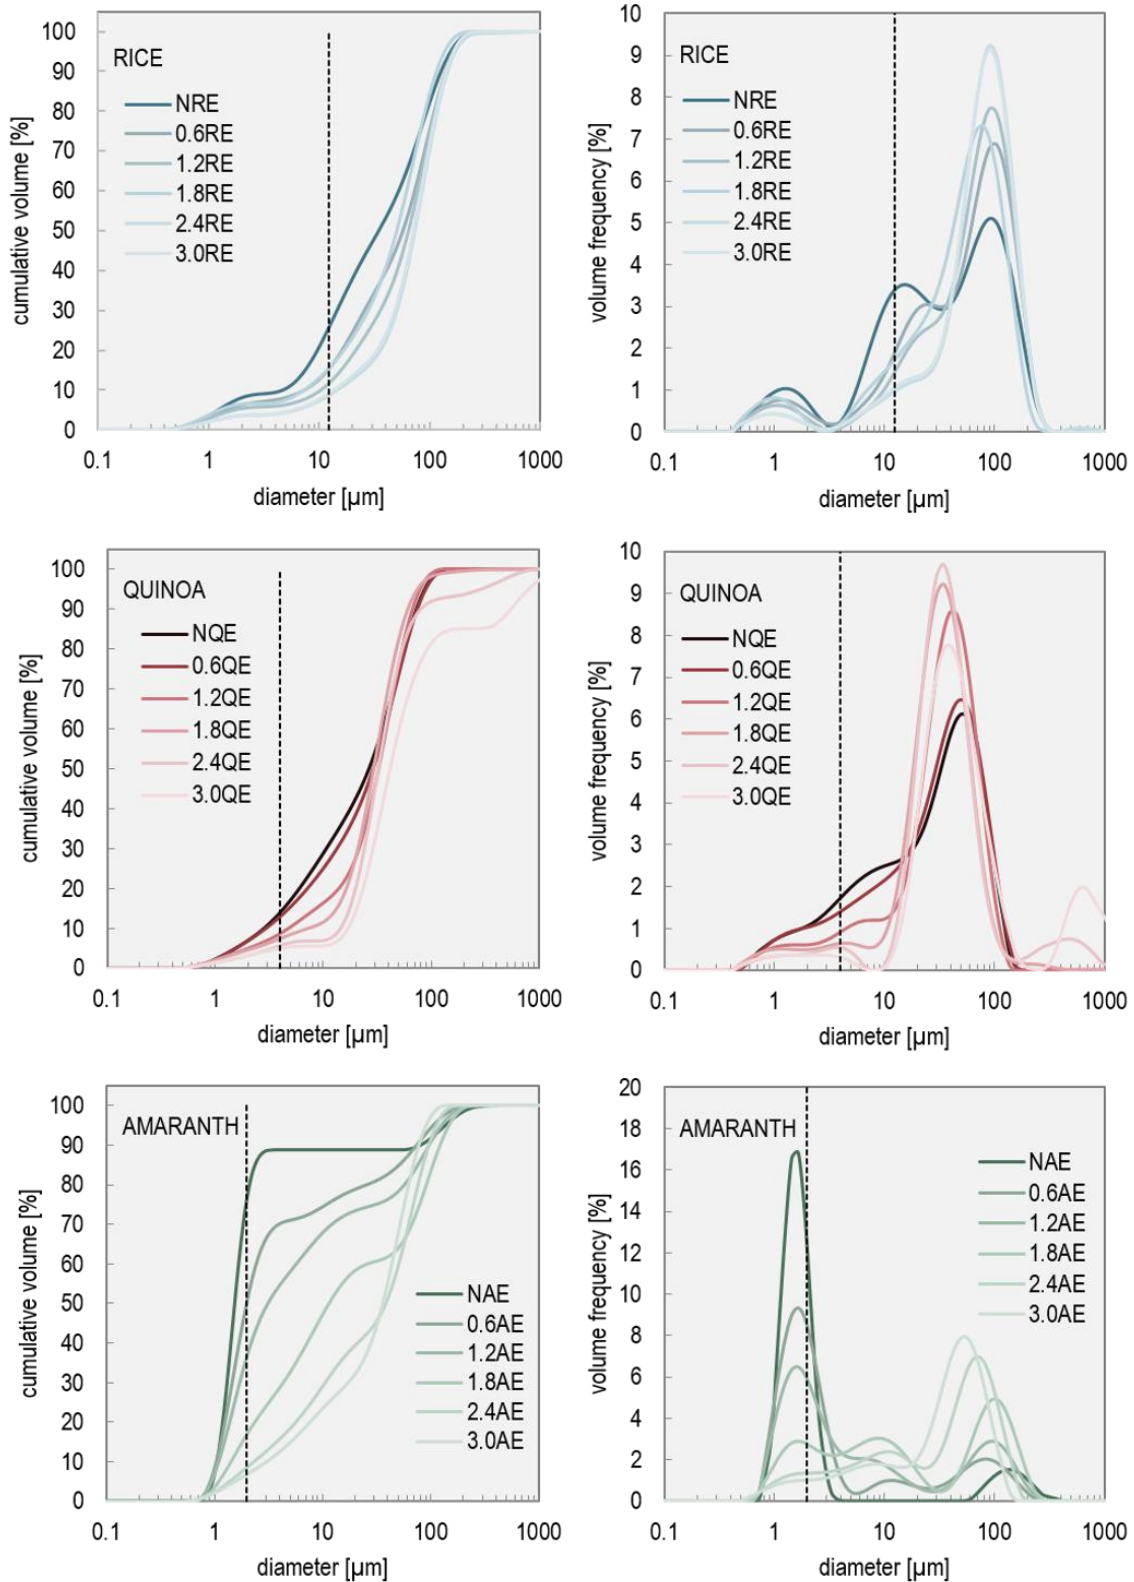 RICE
NRE
0.6RE
1.2RE
1.8RE
2.4RE
3.0RE
cumulative volume [%]
100
90
80
70
60
50
40
30
20
10
0
0.1 1 10 100 1000
diameter [µm]
RICE
NRE
0.6RE
1.2RE
1.8RE
2.4RE
3.0RE
volume frequency [%]
10
9
8
7
6
5
4
3
2
1
0
0.1 1 10 100 1000
diameter [µm]
QUINOA
NQE
0.6QE
1.2QE
1.8QE
2.4QE
3.0QE
cumulative volume [%]
100
90
80
70
60
50
40
30
20
10
0
0.1 1 10 100 1000
diameter [µm]
QUINOA
NQE
0.6QE
1.2QE
1.8QE
2.4QE
3.0QE
volume frequency [%]
10
9
8
7
6
5
4
3
2
1
0
0.1 1 10 100 1000
diameter [µm]
AMARANTH
NAE
0.6AE
1.2AE
1.8AE
2.4AE
3.0AE
cumulative volume [%]
100
90
80
70
60
50
40
30
20
10
0
0.1 1 10 100 1000
diameter [µm]
AMARANTH
NAE
0.6AE
1.2AE
1.8AE
2.4AE
3.0AE
volume frequency [%]
20
18
16
14
12
10
8
6
4
2
0
0.1 1 10 100 1000
diameter [µm]